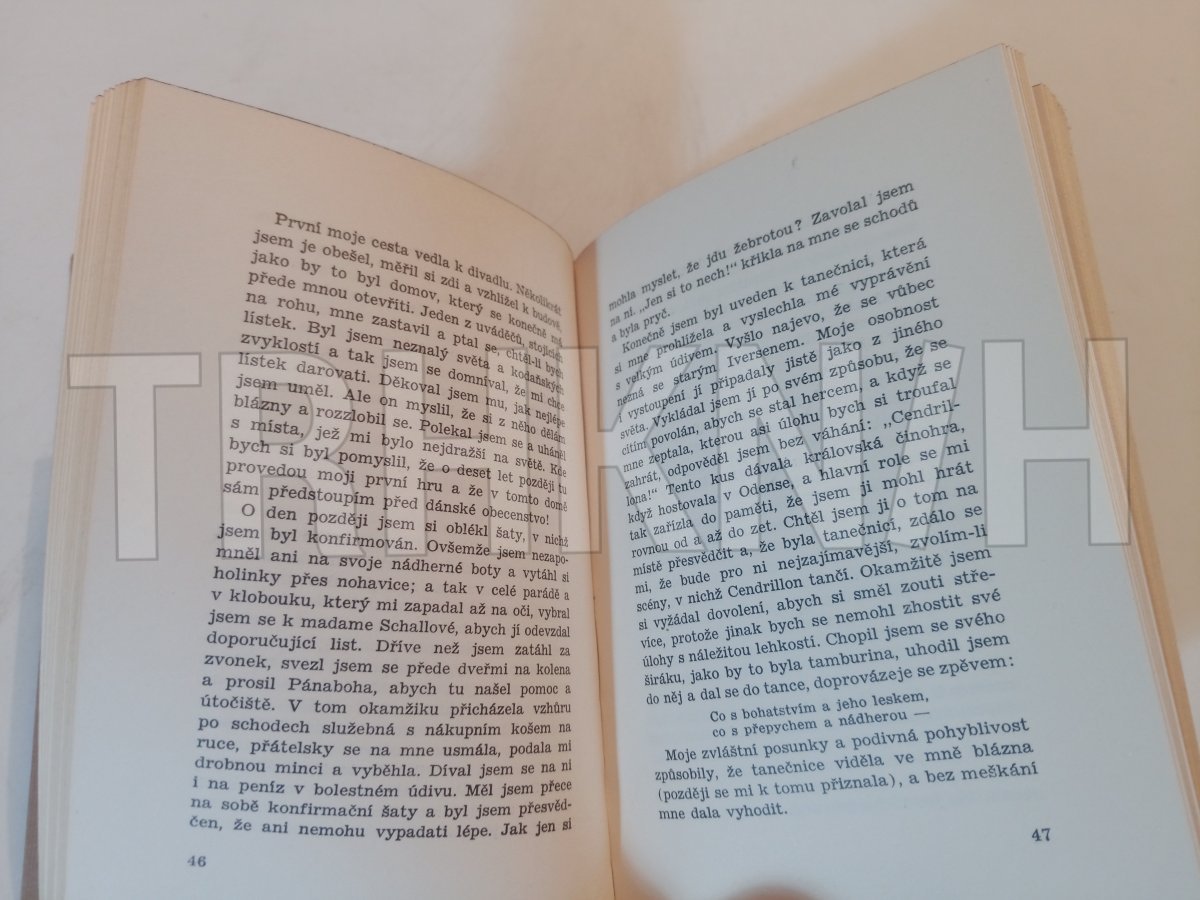 První moje cesta vedla k divadlu. Několikrát
jsem je obešel, měřil si zdi a vzhlížel k budově,
jako by to byl domov, který se konečně má
přede mnou otevříti. Jeden z uváděčů, stojících
na rohu, mne zastavil a ptal se, chtěl-li bych
lístek. Byl jsem neznalý světa a kodaňských
zvyklostí a tak jsem se domníval, že mi chce
lístek darovati. Děkoval jsem mu, jak nejlépe
jsem uměl. Ale on myslil, že si z něho dělám
blázny a rozzlobil se. Polekal jsem se a uháněl
s místa, jež mi bylo nejdražší na světě. Kde
bych si byl pomyslil, že o deset let později tu
provedou moji první hru a že v tomto domě
sám předstoupím před dánské obecenstvo!
O den později jsem si oblékl šaty, v nichž
jsem byl konfirmován. Ovšemže jsem nezapo-
mněl ani na svoje nádherné boty a vytáhl si
holinky přes nohavice; a tak v celé parádě a
v klobouku, který mi zapadal až na oči, vybral
jsem se k madame Schallové, abych jí odevzdal
doporučující list. Dříve než jsem zatáhl za
zvonek, svezl jsem se přede dveřmi na kolena
a prosil Pánaboha, abych tu našel pomoc a
útočiště. V tom okamžiku přicházela vzhůru
po schodech služebná s nákupním košem na
ruce, přátelsky se na mne usmála, podala mi
drobnou minci a vyběhla. Díval jsem se na ni
i na peníz v bolestném údivu. Měl jsem přece
na sobě konfirmační šaty a byl jsem přesvěd-
čen, že ani nemohu vypadati lépe. Jak jen si
46
mohla myslet, že jdu žebrotou? Zavolal jsem
na ni. „Jen si to nech!“ křikla na mne se schodů
a byla pryč.
Konečně jsem byl uveden k tanečnici, která
si mne prohlížela a vyslechla mé vyprávění
s velkým údivem. Vyšlo najevo, že se vůbec
nezná se starým Iversenem. Moje osobnost
i vystoupení jí připadaly jistě jako z jiného
světa. Vykládal jsem jí po svém způsobu, že se
cítím povolán, abych se stal hercem, a když se
mne zeptala, kterou asi úlohu bych si troufal
zahrát, odpověděl jsem bez váhání: „Cendril-
lona!“ Tento kus dávala královská činohra,
když hostovala v Odense, a hlavní role se mi
tak zařízla do paměti, že jsem ji mohl hrát
rovnou od a až do zet. Chtěl jsem ji o tom na
místě přesvědčit a, že byla tanečnicí, zdálo se
mi, že bude pro ni nejzajímavější, zvolím-li
scény, v nichž Cendrillon tančí. Okamžitě jsem
si vyžádal dovolení, abych si směl zouti stře-
více, protože jinak bych se nemohl zhostit své
úlohy s náležitou lehkostí. Chopil jsem se svého
širáku, jako by to byla tamburina, uhodil jsem
do něj a dal se do tance, doprovázeje se zpěvem:
Co s bohatstvím a jeho leskem,
co s přepychem a nádherou —
Moje zvláštní posunky a podivná pohyblivost
způsobily, že tanečnice viděla ve mně blázna
(později se mi k tomu přiznala), a bez meškání
mne dala vyhodit.
47